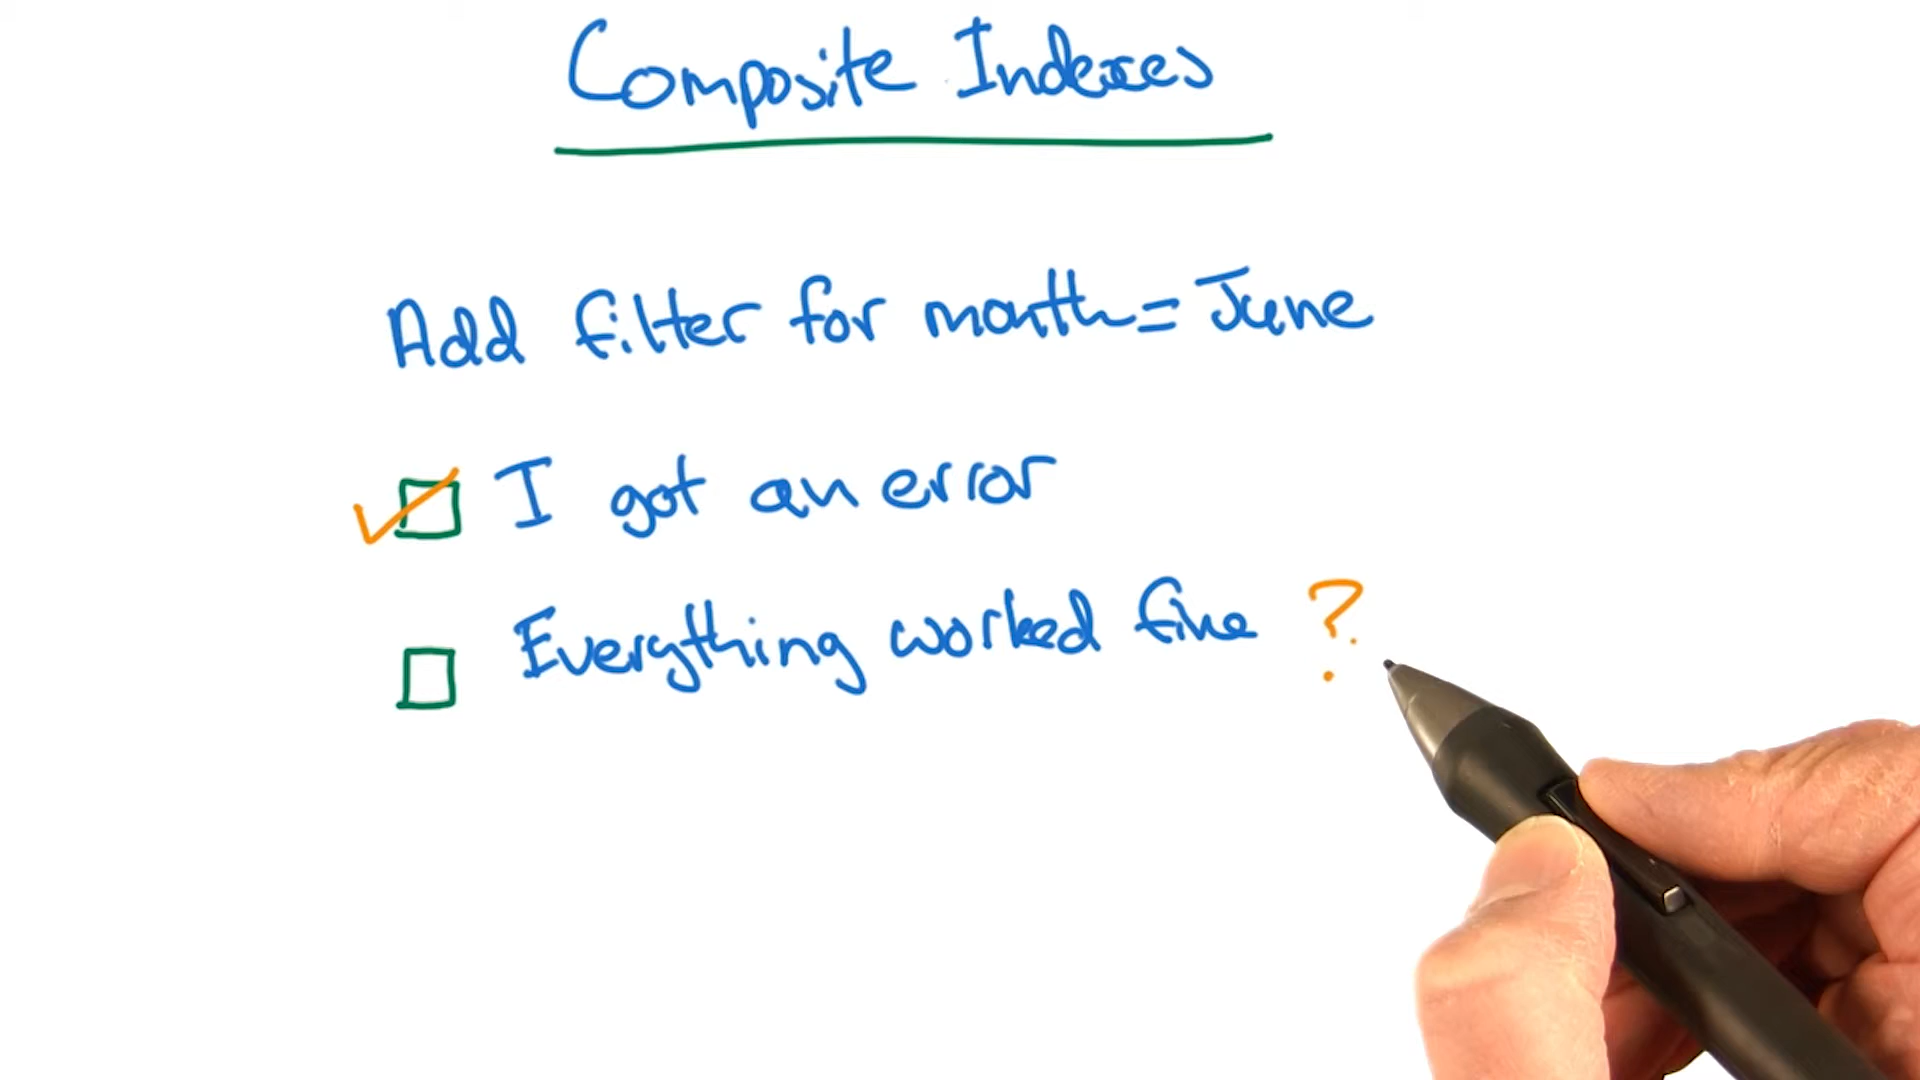 Composite Indexes
Add filter for month = June
I got an error
Everything worked fine ?